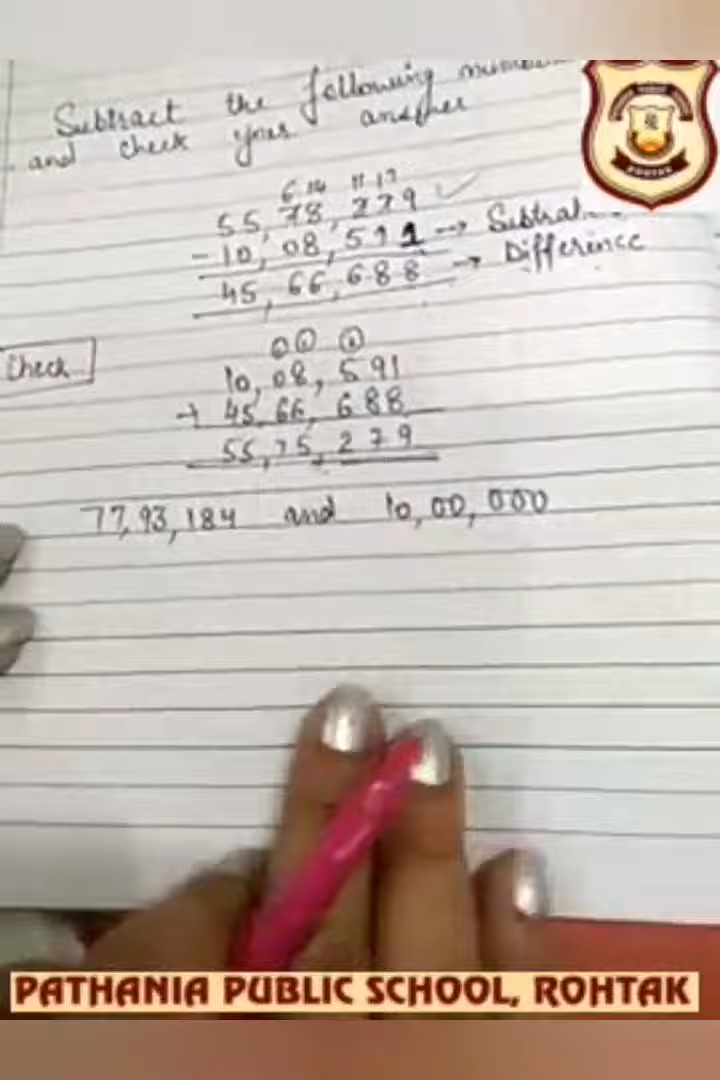 Subtract the following
and check your answer
6 14 11 17
55,78,279
- 10,08,591 → Subtra
45,66,688 → Difference
Check
10,08,591
+ 45,66,688
55,75,279
77,93,184 and 10,00,000
ROHTAK
PATHANIA PUBLIC SCHOOL, ROHTAK